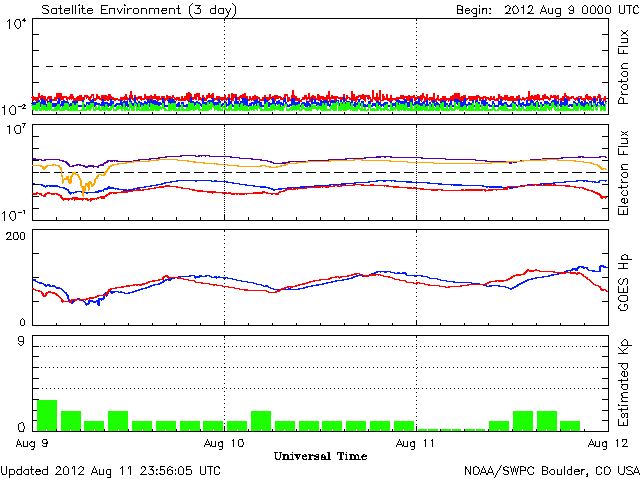 Satellite Environment (3 day)
Begin: 2012 Aug 9 0000 UTC
10^4
10^-2
Proton Flux
10^7
10^-1
Electron Flux
200
0
GOES Hp
9
0
Estimated Kp
Aug 9
Aug 10
Aug 11
Aug 12
Universal Time
Updated 2012 Aug 11 23:56:05 UTC
NOAA/SWPC Boulder, CO USA